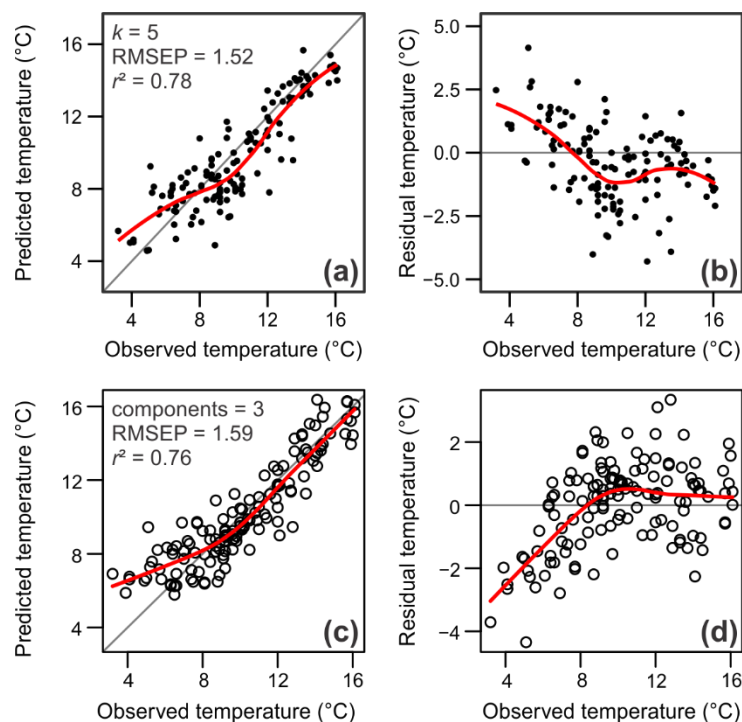 16
12
8
4
Predicted temperature (°C)
k = 5
RMSEP = 1.52
r² = 0.78
(a)
4 8 12 16
Observed temperature (°C)
5.0
2.5
0.0
−2.5
−5.0
Residual temperature (°C)
(b)
4 8 12 16
Observed temperature (°C)
16
12
8
4
Predicted temperature (°C)
components = 3
RMSEP = 1.59
r² = 0.76
(c)
4 8 12 16
Observed temperature (°C)
2
0
−2
−4
Residual temperature (°C)
(d)
4 8 12 16
Observed temperature (°C)